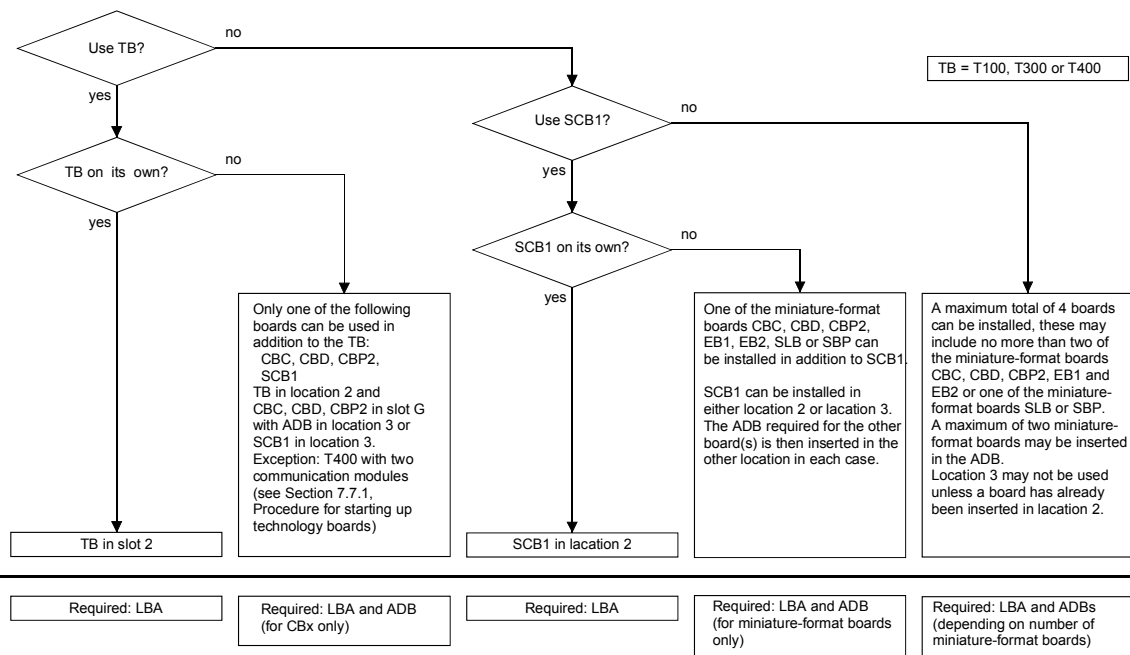 Use TB?
no
yes
TB = T100, T300 or T400
Use SCB1?
no
yes
TB on its own?
no
yes
SCB1 on its own?
no
yes
Only one of the following
boards can be used in
addition to the TB:
CBC, CBD, CBP2,
SCB1
TB in location 2 and
CBC, CBD, CBP2 in slot G
with ADB in location 3 or
SCB1 in location 3.
Exception: T400 with two
communication modules
(see Section 7.7.1,
Procedure for starting up
technology boards)
One of the miniature-format
boards CBC, CBD, CBP2,
EB1, EB2, SLB or SBP can
be installed in addition to SCB1.
SCB1 can be installed in
either location 2 or lacation 3.
The ADB required for the other
board(s) is then inserted in the
other location in each case.
A maximum total of 4 boards
can be installed, these may
include no more than two of
the miniature-format boards
CBC, CBD, CBP2, EB1 and
EB2 or one of the miniature-
format boards SLB or SBP.
A maximum of two miniature-
format boards may be inserted
in the ADB.
Location 3 may not be used
unless a board has already
been inserted in lacation 2.
TB in slot 2
SCB1 in lacation 2
Required: LBA
Required: LBA and ADB
(for CBx only)
Required: LBA
Required: LBA and ADB
(for miniature-format boards
only)
Required: LBA and ADBs
(depending on number of
miniature-format boards)